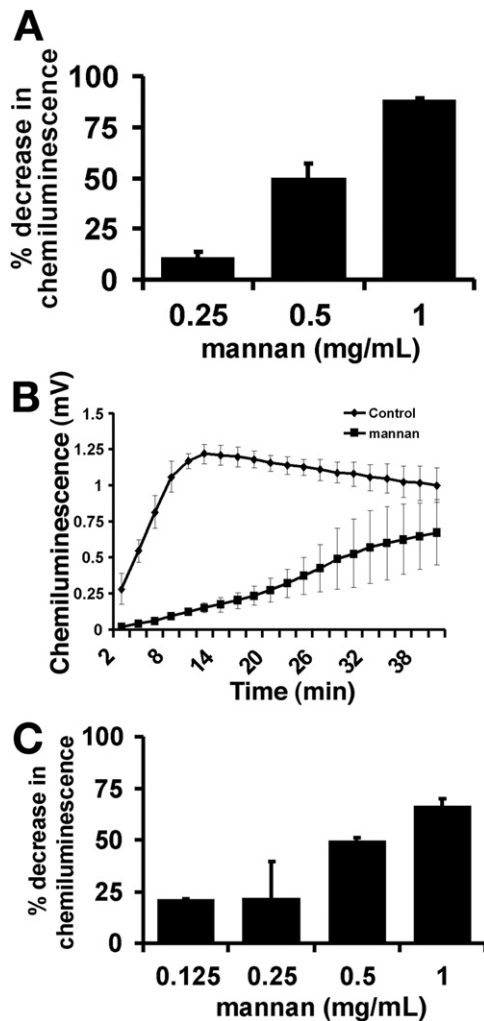 A
% decrease in
chemiluminescence
100
75
50
25
0
0.25 0.5 1
mannan (mg/mL)
B
Chemiluminescence (mV)
1.5
1.25
1
0.75
0.5
0.25
0
Control
mannan
2 8 14 20 26 32 38
Time (min)
C
% decrease in
chemiluminescence
100
75
50
25
0
0.125 0.25 0.5 1
mannan (mg/mL)